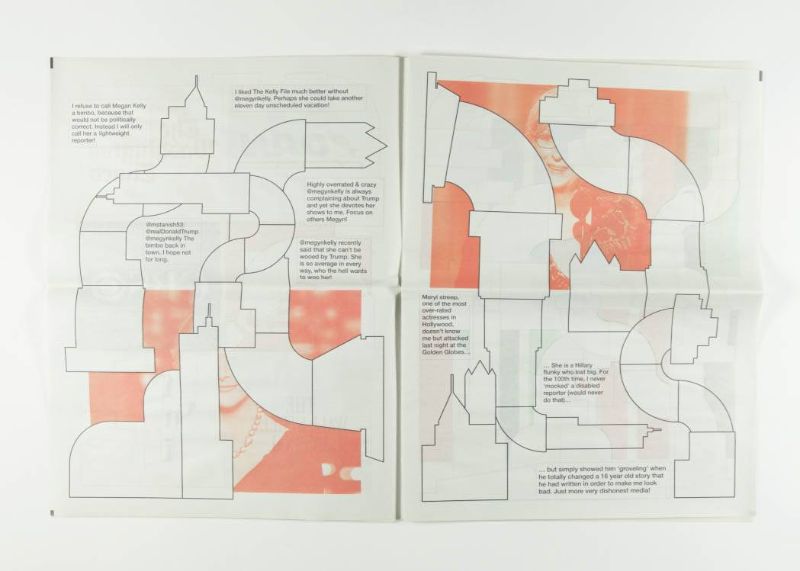 I refuse to call Megan Kelly
a bimbo, because that
would not be politically
correct. Instead I will only
call her a lightweight
reporter!
I liked The Kelly File much better without
@megynkelly. Perhaps she could take another
eleven day unscheduled vacation!
Highly overrated & crazy
@megynkelly is always
complaining about Trump
and yet she devotes her
shows to me. Focus on
others Megyn!
@mstanish53:
@realDonaldTrump
@megynkelly The
bimbo back in
town. I hope not
for long.
@megynkelly recently
said that she can't be
wooed by Trump. She
is so average in every
way, who the hell wants
to woo her!
Meryl streep,
one of the most
over-rated
actresses in
Hollywood,
doesn't know
me but attacked
last night at the
Golden Globes...
... She is a Hillary
flunky who lost big. For
the 100th time, I never
'mocked' a disabled
reporter (would never
do that)...
... but simply showed him 'groveling' when
he totally changed a 16 year old story that
he had written in order to make me look
bad. Just more very dishonest media!